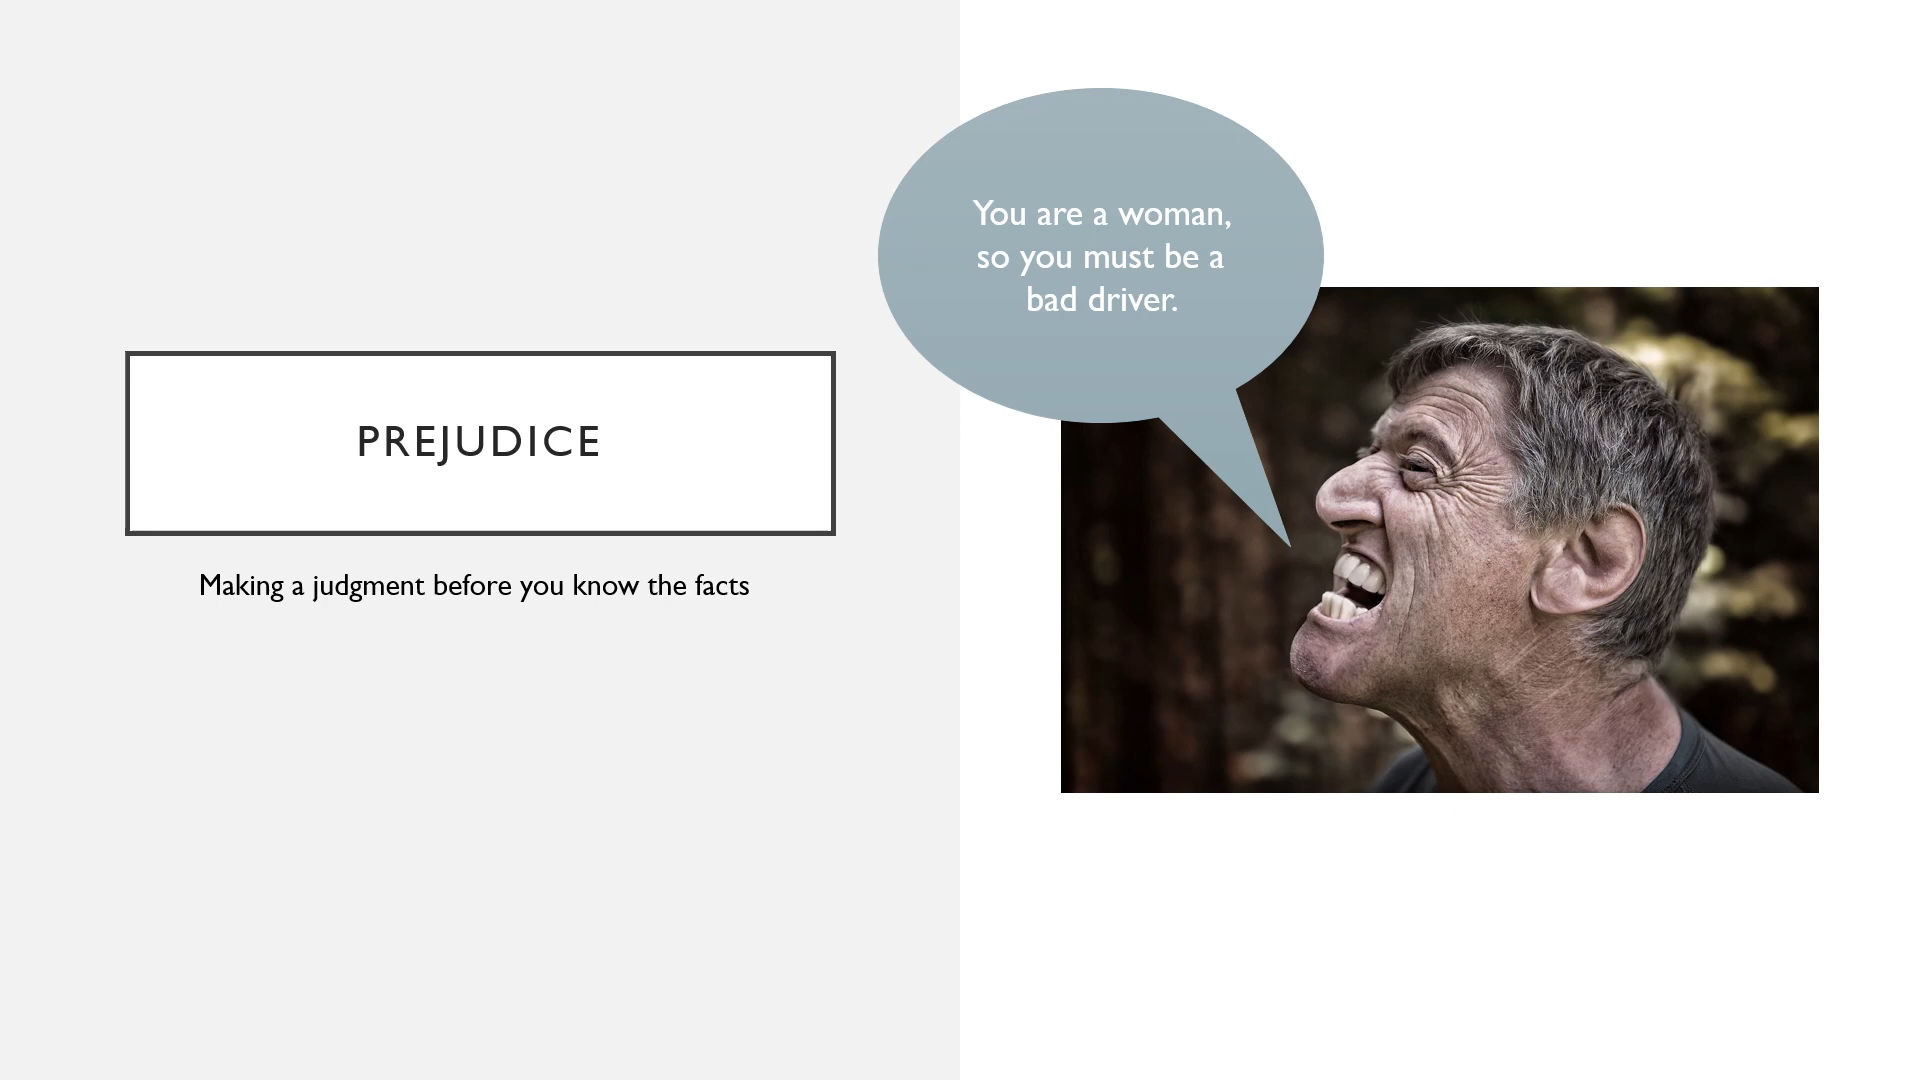 PREJUDICE
Making a judgment before you know the facts
You are a woman,
so you must be a
bad driver.